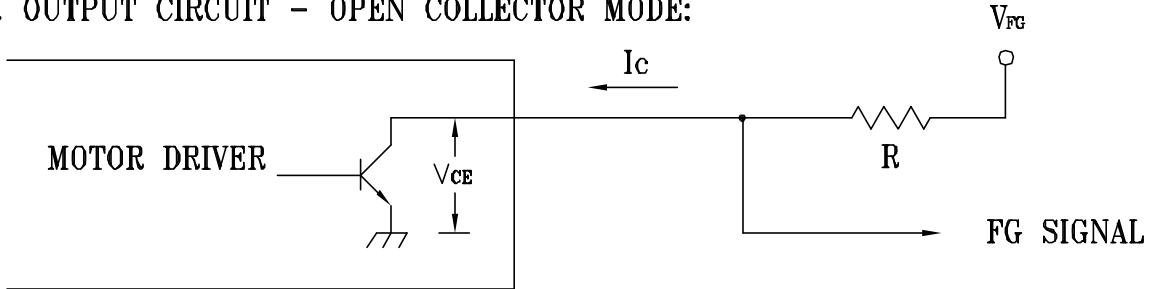 OUTPUT CIRCUIT – OPEN COLLECTOR MODE:
VFG
Ic
MOTOR DRIVER
VCE
R
FG SIGNAL